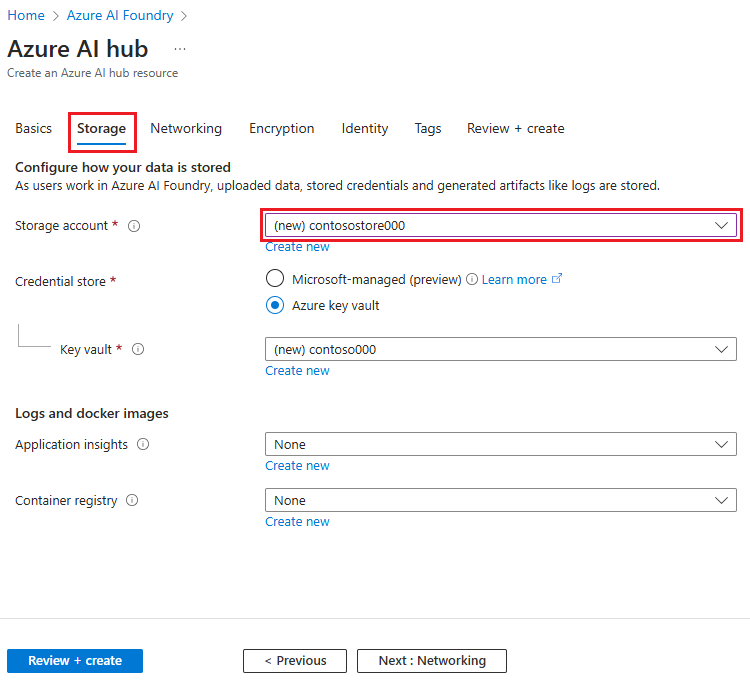 Home > Azure AI Foundry >
Azure AI hub ...
Create an Azure AI hub resource
Basics Storage Networking Encryption Identity Tags Review + create
Configure how your data is stored
As users work in Azure AI Foundry, uploaded data, stored credentials and generated artifacts like logs are stored.
Storage account * (new) contosostore000
Create new
Credential store * Microsoft-managed (preview) Learn more
Azure key vault
Key vault * (new) contoso000
Create new
Logs and docker images
Application insights None
Create new
Container registry None
Create new
Review + create < Previous Next : Networking